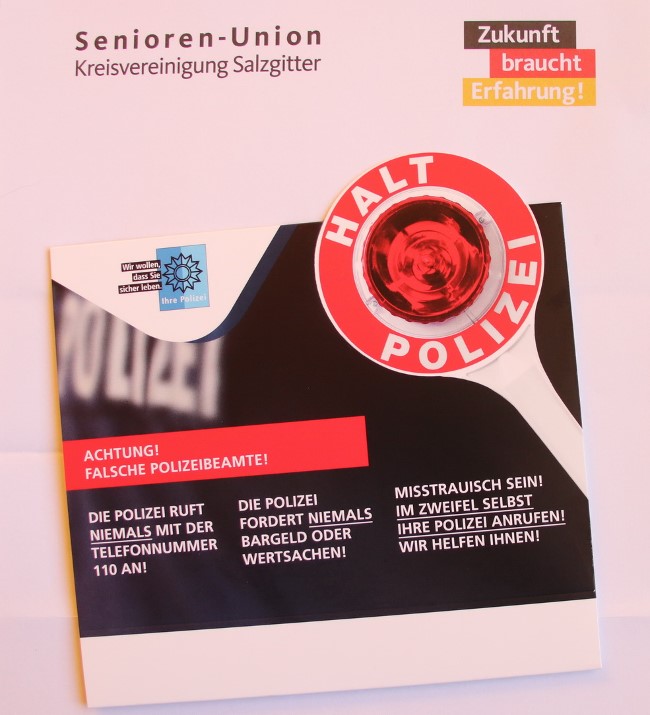 Senioren-Union
Kreisvereinigung Salzgitter
Zukunft
braucht
Erfahrung!
HALT
POLIZEI
Wir wollen,
dass Sie
sicher leben.
Ihre Polizei
POLIZEI
ACHTUNG!
FALSCHE POLIZEIBEAMTE!
DIE POLIZEI RUFT
NIEMALS MIT DER
TELEFONNUMMER
110 AN!
DIE POLIZEI
FORDERT NIEMALS
BARGELD ODER
WERTSACHEN!
MISSTRAUISCH SEIN!
IM ZWEIFEL SELBST
IHRE POLIZEI ANRUFEN!
WIR HELFEN IHNEN!